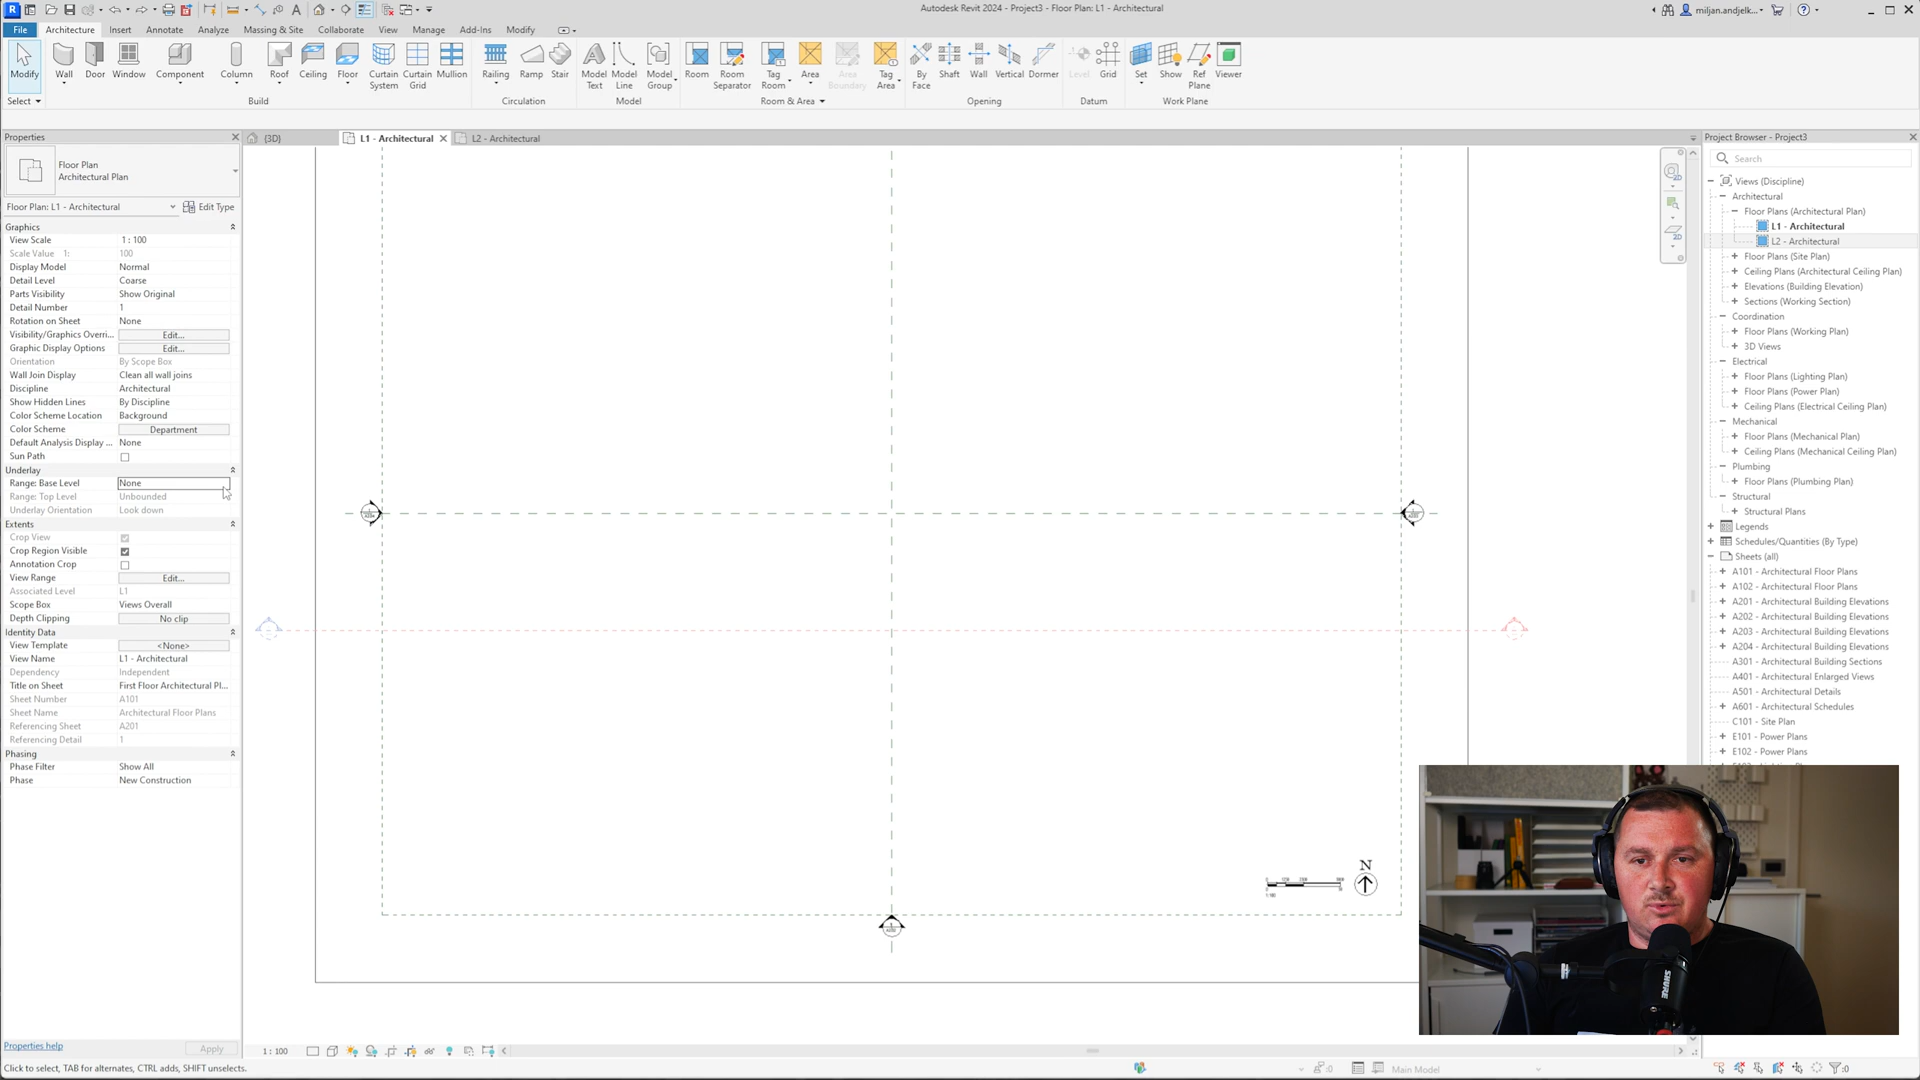 Autodesk Revit 2024 - Project3 - Floor Plan: L1 - Architectural
miljan.andjelk...
File Architecture Insert Annotate Analyze Massing & Site Collaborate View Manage Add-Ins Modify
Modify Wall Door Window Component Column Roof Ceiling Floor Curtain System Curtain Grid Mullion Railing Ramp Stair Model Text Model Line Model Group Room Room Separator Tag Room Area Area Boundary Tag Area By Face Shaft Wall Vertical Dormer Level Grid Set Show Ref Plane Viewer
Select Build Circulation Model Room & Area Opening Datum Work Plane
Properties
{3D} L1 - Architectural L2 - Architectural
Floor Plan
Architectural Plan
Floor Plan: L1 - Architectural Edit Type
Graphics
View Scale 1 : 100
Scale Value 1: 100
Display Model Normal
Detail Level Coarse
Parts Visibility Show Original
Detail Number 1
Rotation on Sheet None
Visibility/Graphics Overri... Edit...
Graphic Display Options Edit...
Orientation By Scope Box
Wall Join Display Clean all wall joins
Discipline Architectural
Show Hidden Lines By Discipline
Color Scheme Location Background
Color Scheme Department
Default Analysis Display ... None
Sun Path
Underlay
Range: Base Level None
Range: Top Level Unbounded
Underlay Orientation Look down
Extents
Crop View
Crop Region Visible
Annotation Crop
View Range Edit...
Associated Level L1
Scope Box Views Overall
Depth Clipping No clip
Identity Data
View Template <None>
View Name L1 - Architectural
Dependency Independent
Title on Sheet First Floor Architectural Pl...
Sheet Number A101
Sheet Name Architectural Floor Plans
Referencing Sheet A201
Referencing Detail 1
Phasing
Phase Filter Show All
Phase New Construction
Properties help Apply
N
Project Browser - Project3
Search
Views (Discipline)
Architectural
Floor Plans (Architectural Plan)
L1 - Architectural
L2 - Architectural
Floor Plans (Site Plan)
Ceiling Plans (Architectural Ceiling Plan)
Elevations (Building Elevation)
Sections (Working Section)
Coordination
Floor Plans (Working Plan)
3D Views
Electrical
Floor Plans (Lighting Plan)
Floor Plans (Power Plan)
Ceiling Plans (Electrical Ceiling Plan)
Mechanical
Floor Plans (Mechanical Plan)
Ceiling Plans (Mechanical Ceiling Plan)
Plumbing
Floor Plans (Plumbing Plan)
Structural
Structural Plans
Legends
Schedules/Quantities (By Type)
Sheets (all)
A101 - Architectural Floor Plans
A102 - Architectural Floor Plans
A201 - Architectural Building Elevations
A202 - Architectural Building Elevations
A203 - Architectural Building Elevations
A204 - Architectural Building Elevations
A301 - Architectural Building Sections
A401 - Architectural Enlarged Views
A501 - Architectural Details
A601 - Architectural Schedules
C101 - Site Plan
E101 - Power Plans
E102 - Power Plans
SHURE
1 : 100
Click to select, TAB for alternates, CTRL adds, SHIFT unselects.
:0
Main Model
:0